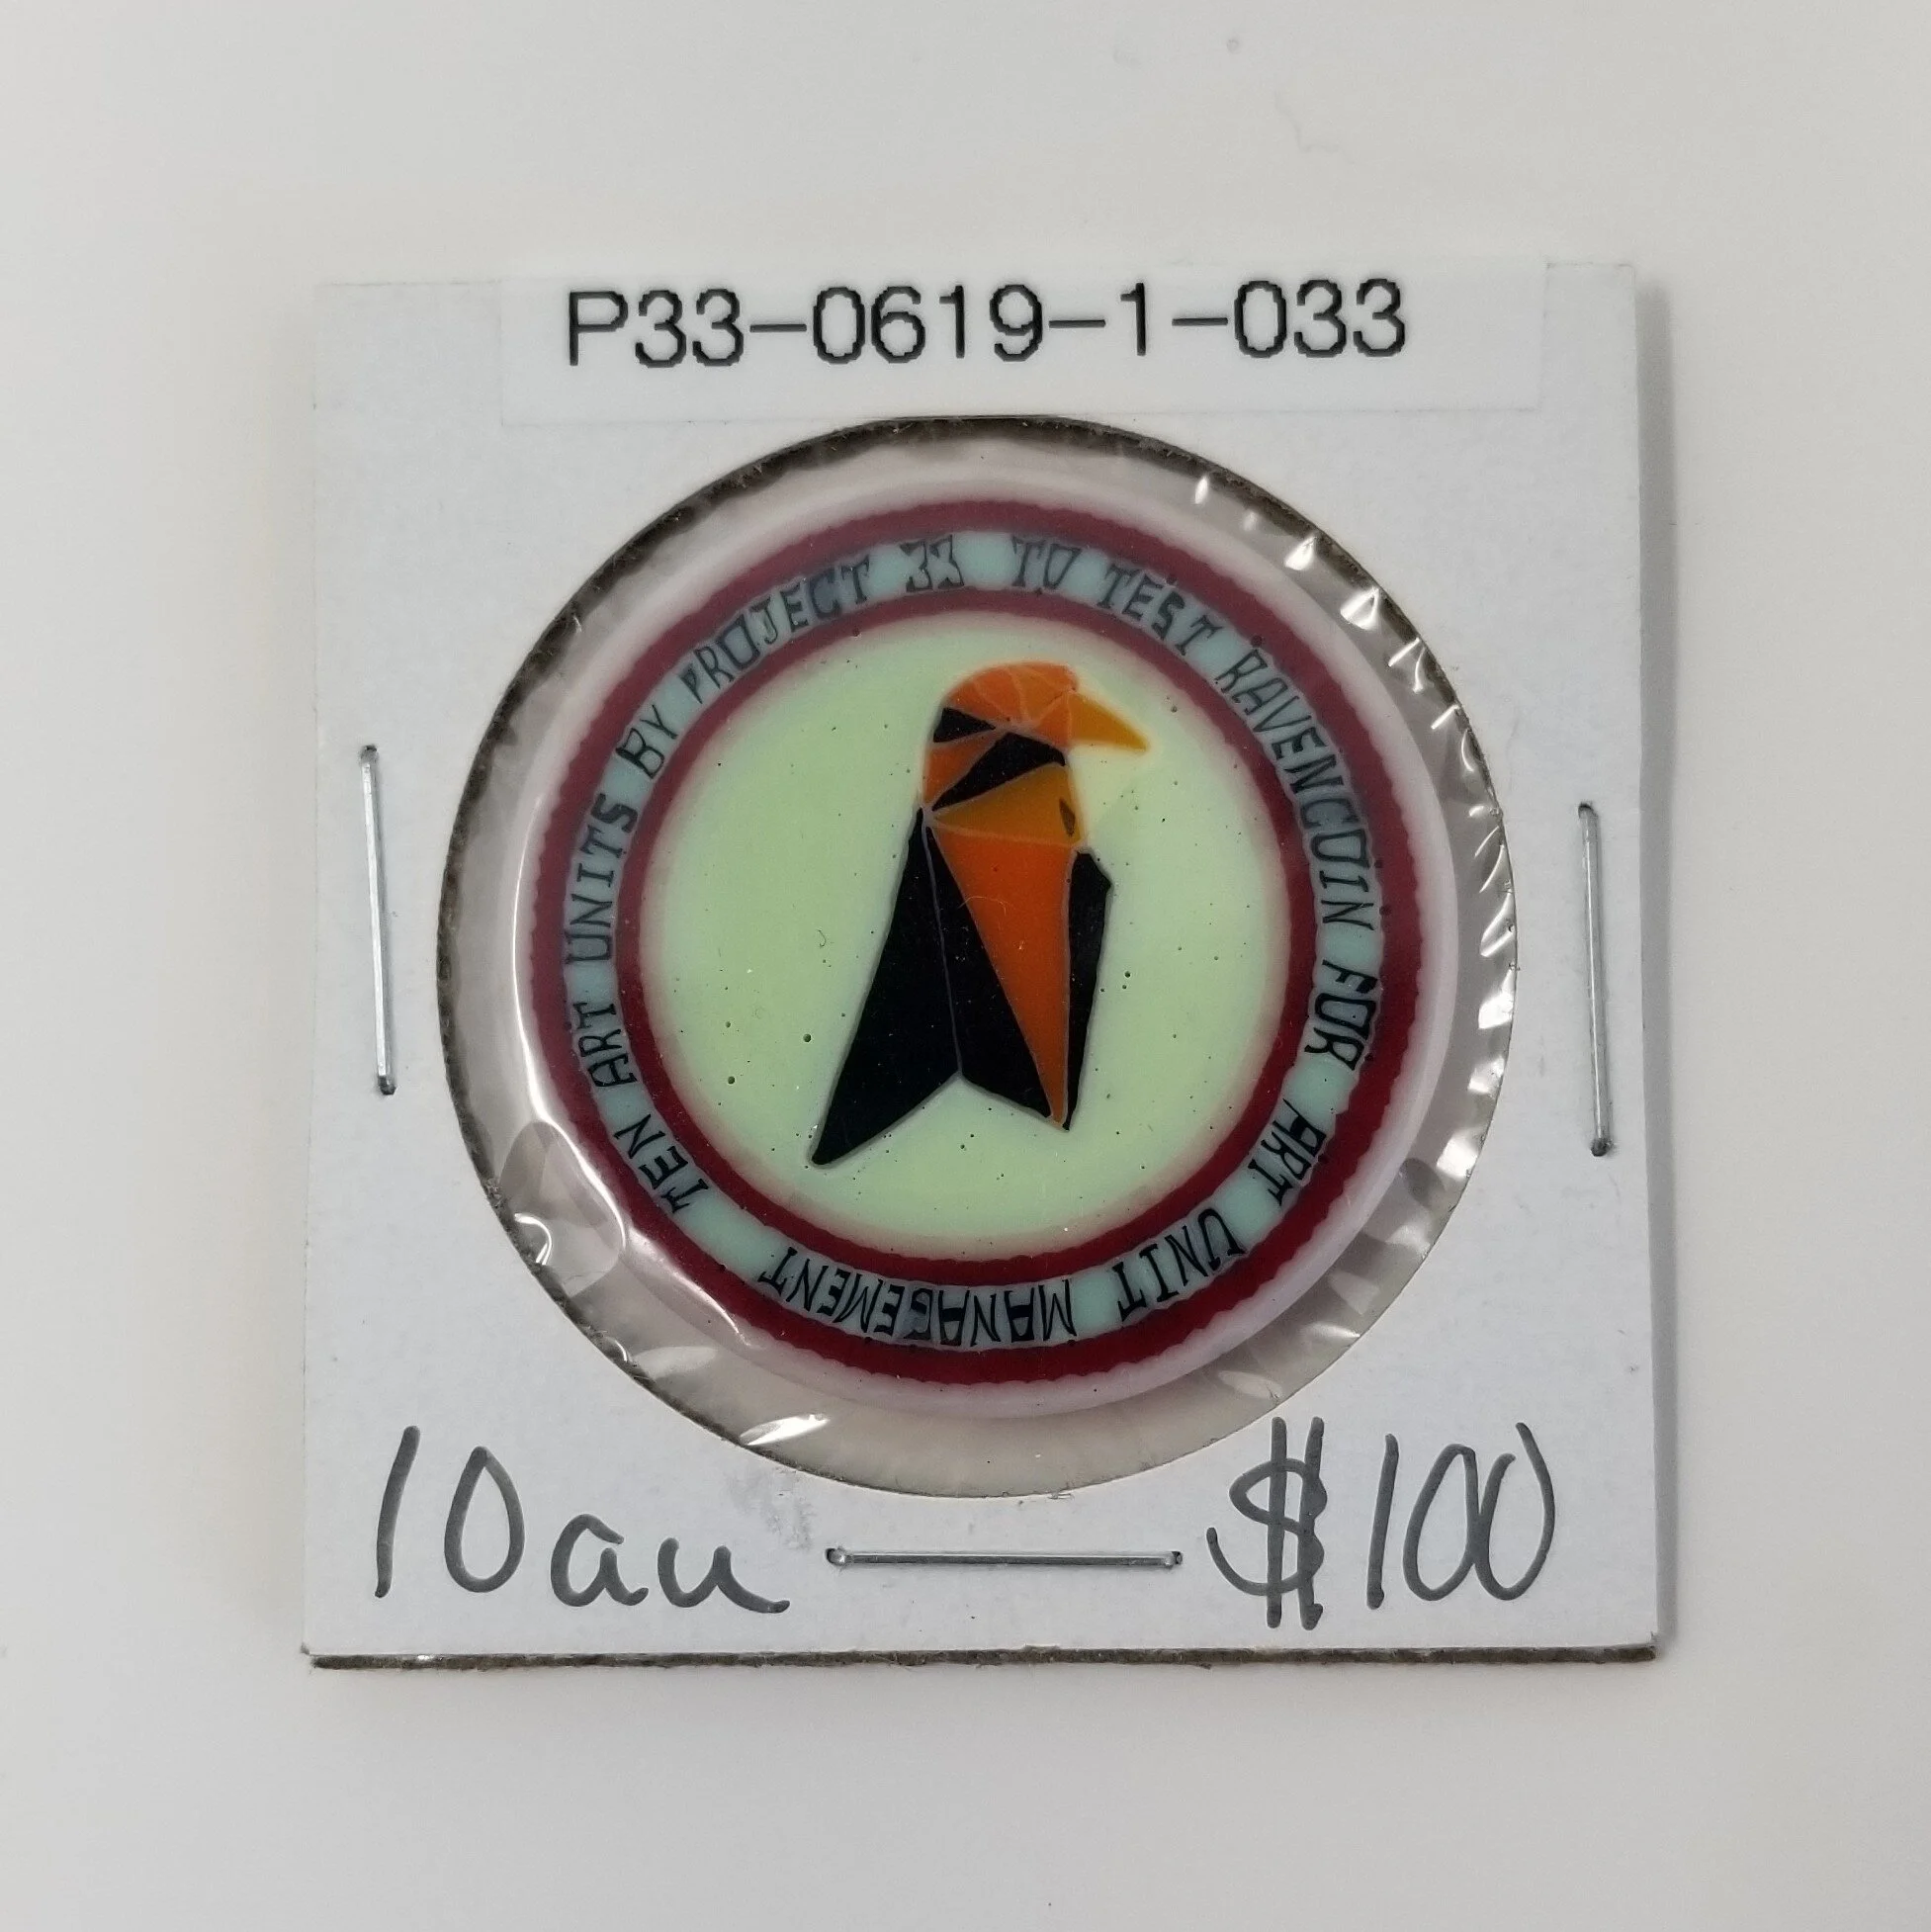 P33-0619-1-033
TEN ART UNITS BY PROJECT 33 TO TEST RAVENCOIN FOR ART UNIT MANAGEMENT
10au $100